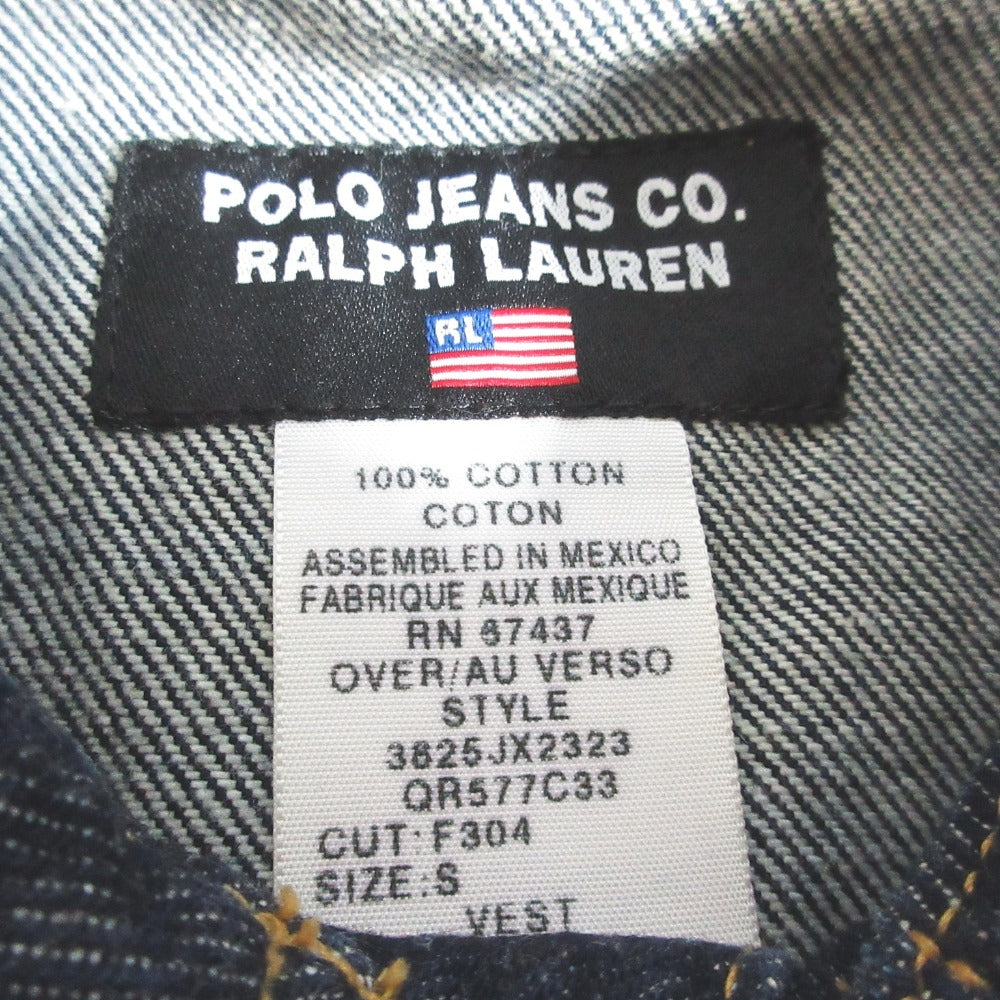 POLO JEANS CO.
RALPH LAUREN
RL
100% COTTON
COTON
ASSEMBLED IN MEXICO
FABRIQUE AUX MEXIQUE
RN 67437
OVER/AU VERSO
STYLE
3625JX2323
QR577C33
CUT:F304
SIZE:S
VEST